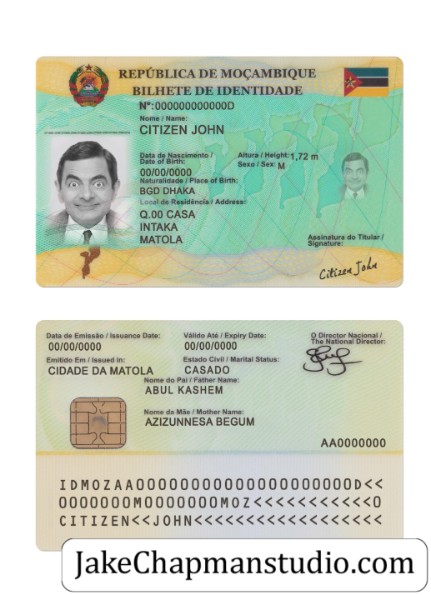 REPÚBLICA DE MOÇAMBIQUE
BILHETE DE IDENTIDADE
Nº:000000000000D
Nome / Name:
CITIZEN JOHN
Data de Nascimento / Altura / Height: 1,72 m
Date of Birth: Sexo / Sex: M
00/00/0000
Naturalidade / Place of Birth:
BGD DHAKA
Local de Residência / Address:
Q.00 CASA
INTAKA
MATOLA
Assinatura do Titular /
Signature:
Citizen John
Data de Emissão / Issuance Date: Válido Até / Expiry Date: O Director Nacional /
The National Director:
00/00/0000 00/00/0000
Emitido Em / Issued in: Estado Civil / Marital Status:
CIDADE DA MATOLA CASADO
Nome do Pai / Father Name:
ABUL KASHEM
Nome da Mãe / Mother Name:
AZIZUNNESA BEGUM
AA0000000
IDMOZAA0000000000000000000000D<<
0000000M0000000MOZ<<<<<<<<<<<0
CITIZEN<<JOHN<<<<<<<<<<<<<<<<<
JakeChapmanstudio.com